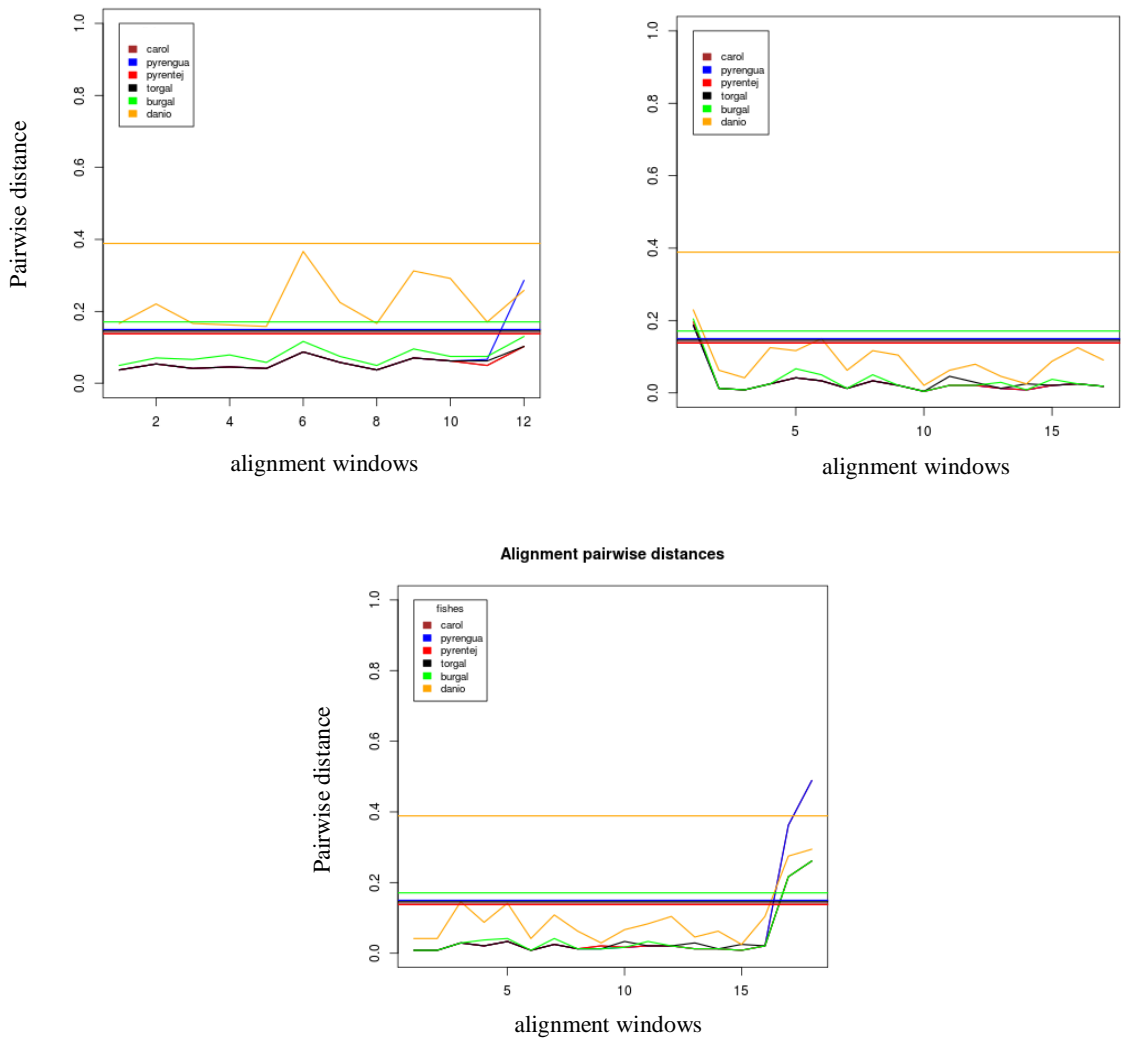 1.0
0.8
0.6
0.4
0.2
0.0
Pairwise distance
carol
pyrengua
pyrentej
torgal
burgal
danio
2 4 6 8 10 12
alignment windows
1.0
0.8
0.6
0.4
0.2
0.0
carol
pyrengua
pyrentej
torgal
burgal
danio
5 10 15
alignment windows
Alignment pairwise distances
1.0
0.8
0.6
0.4
0.2
0.0
Pairwise distance
fishes
carol
pyrengua
pyrentej
torgal
burgal
danio
5 10 15
alignment windows